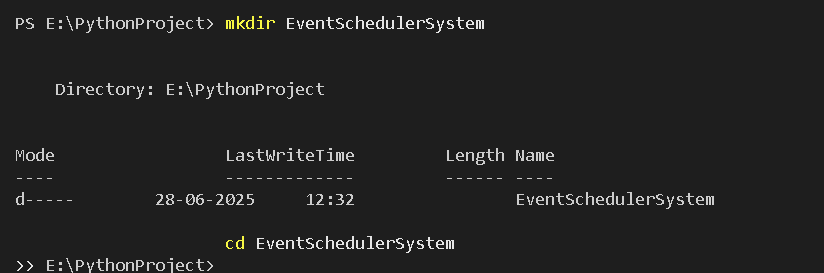 PS E:\PythonProject> mkdir EventSchedulerSystem
Directory: E:\PythonProject
Mode LastWriteTime Length Name
---- ------------- ------ ----
d----- 28-06-2025 12:32 EventSchedulerSystem
cd EventSchedulerSystem
>> E:\PythonProject>